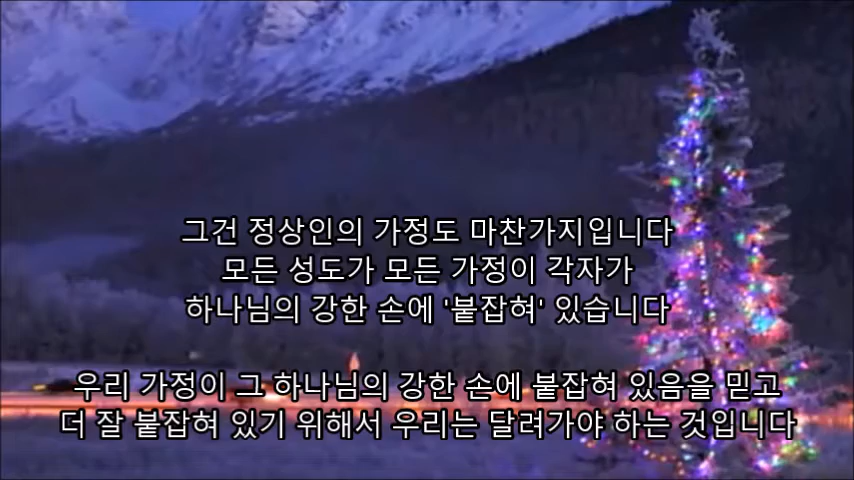 그건 정상인의 가정도 마찬가지입니다
모든 성도가 모든 가정이 각자가
하나님의 강한 손에 '붙잡혀' 있습니다
우리 가정이 그 하나님의 강한 손에 붙잡혀 있음을 믿고
더 잘 붙잡혀 있기 위해서 우리는 달려가야 하는 것입니다